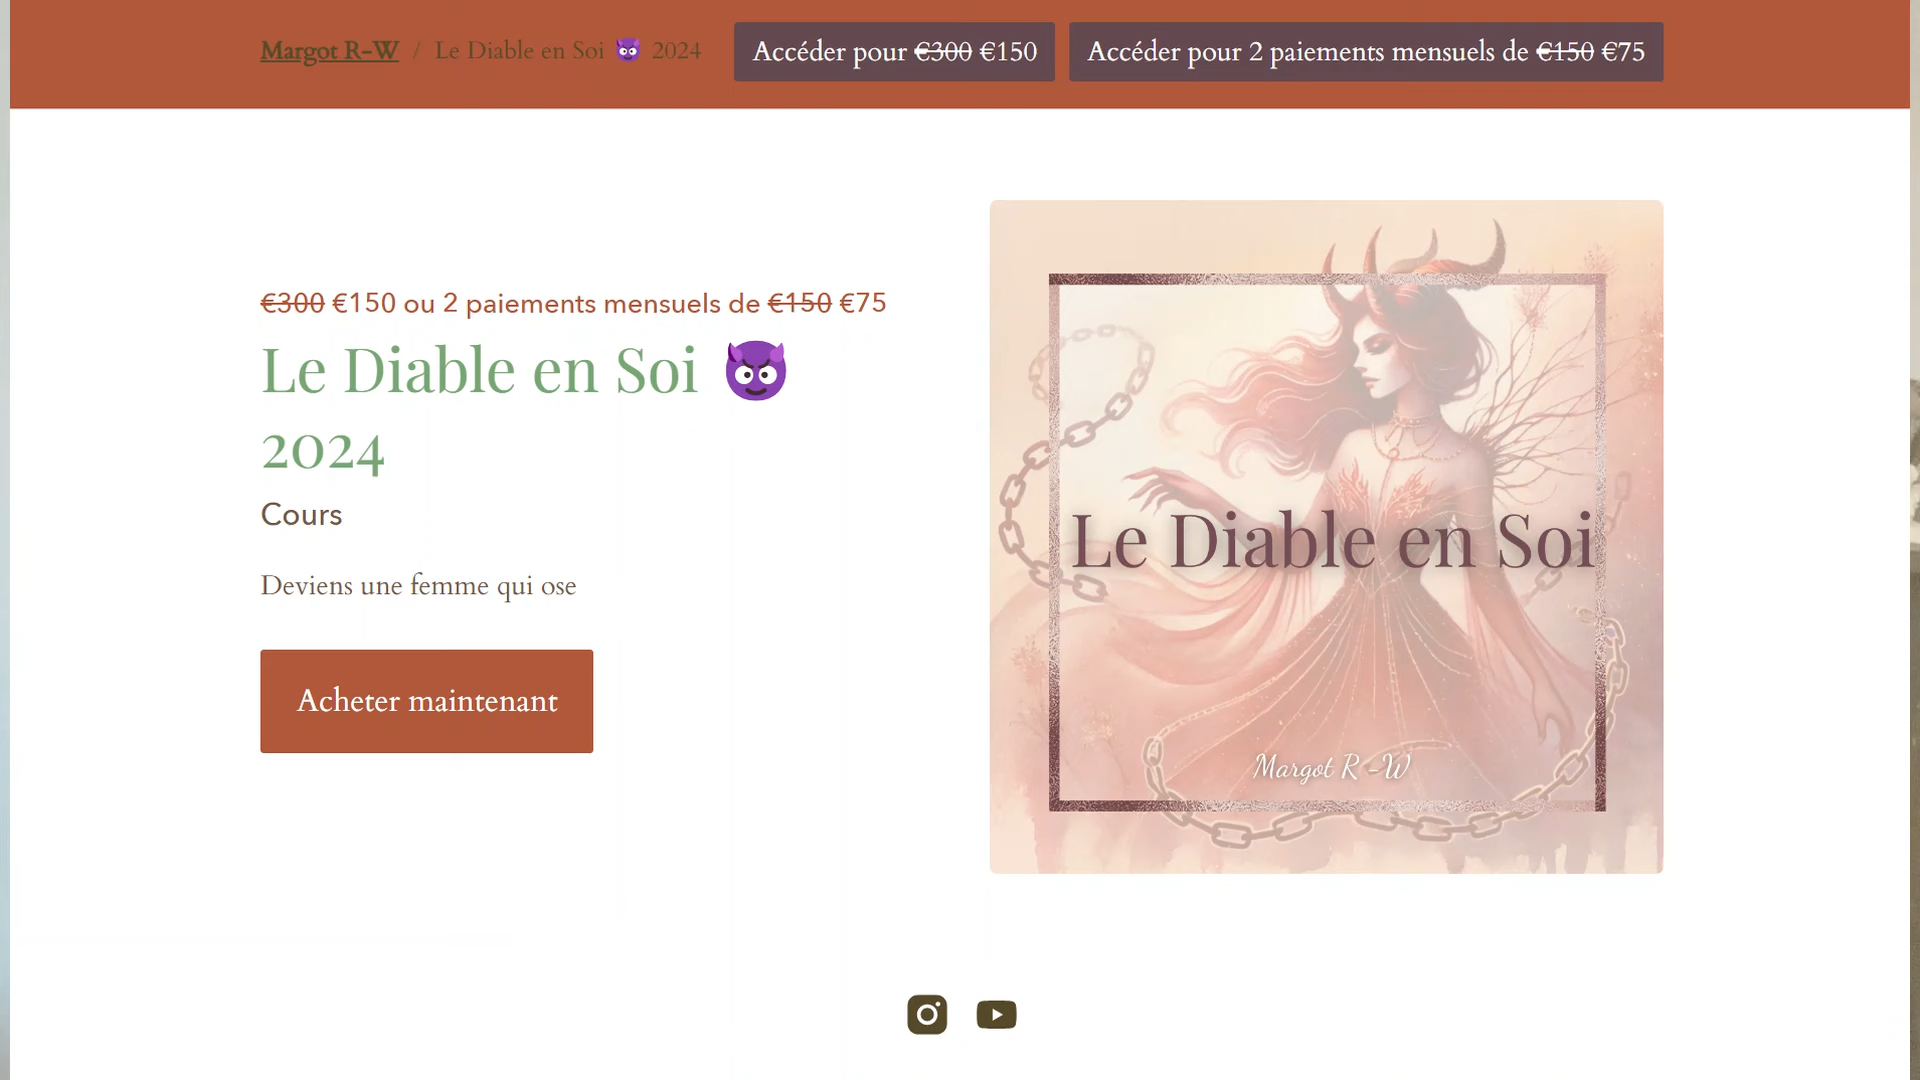 Margot R-W / Le Diable en Soi 😈 2024
Accéder pour €300 €150
Accéder pour 2 paiements mensuels de €150 €75
€300 €150 ou 2 paiements mensuels de €150 €75
Le Diable en Soi 😈
2024
Cours
Deviens une femme qui ose
Acheter maintenant
Le Diable en Soi
Margot R -W